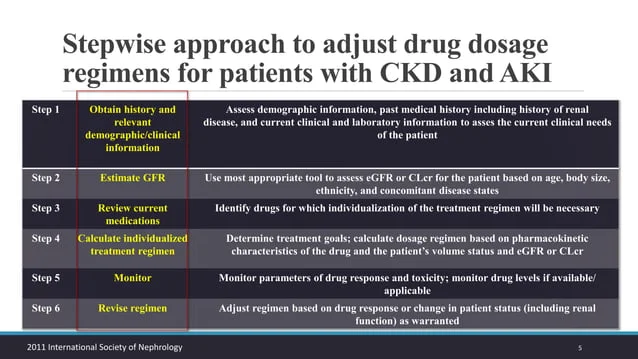 Stepwise approach to adjust drug dosage
regimens for patients with CKD and AKI
Step 1
Obtain history and
relevant
demographic/clinical
information
Assess demographic information, past medical history including history of renal
disease, and current clinical and laboratory information to asses the current clinical needs
of the patient
Step 2
Estimate GFR
Use most appropriate tool to assess eGFR or CLcr for the patient based on age, body size,
ethnicity, and concomitant disease states
Step 3
Review current
medications
Identify drugs for which individualization of the treatment regimen will be necessary
Step 4
Calculate individualized
treatment regimen
Determine treatment goals; calculate dosage regimen based on pharmacokinetic
characteristics of the drug and the patient's volume status and eGFR or CLcr
Step 5
Monitor
Monitor parameters of drug response and toxicity; monitor drug levels if available/
applicable
Step 6
Revise regimen
Adjust regimen based on drug response or change in patient status (including renal
function) as warranted
2011 International Society of Nephrology
5